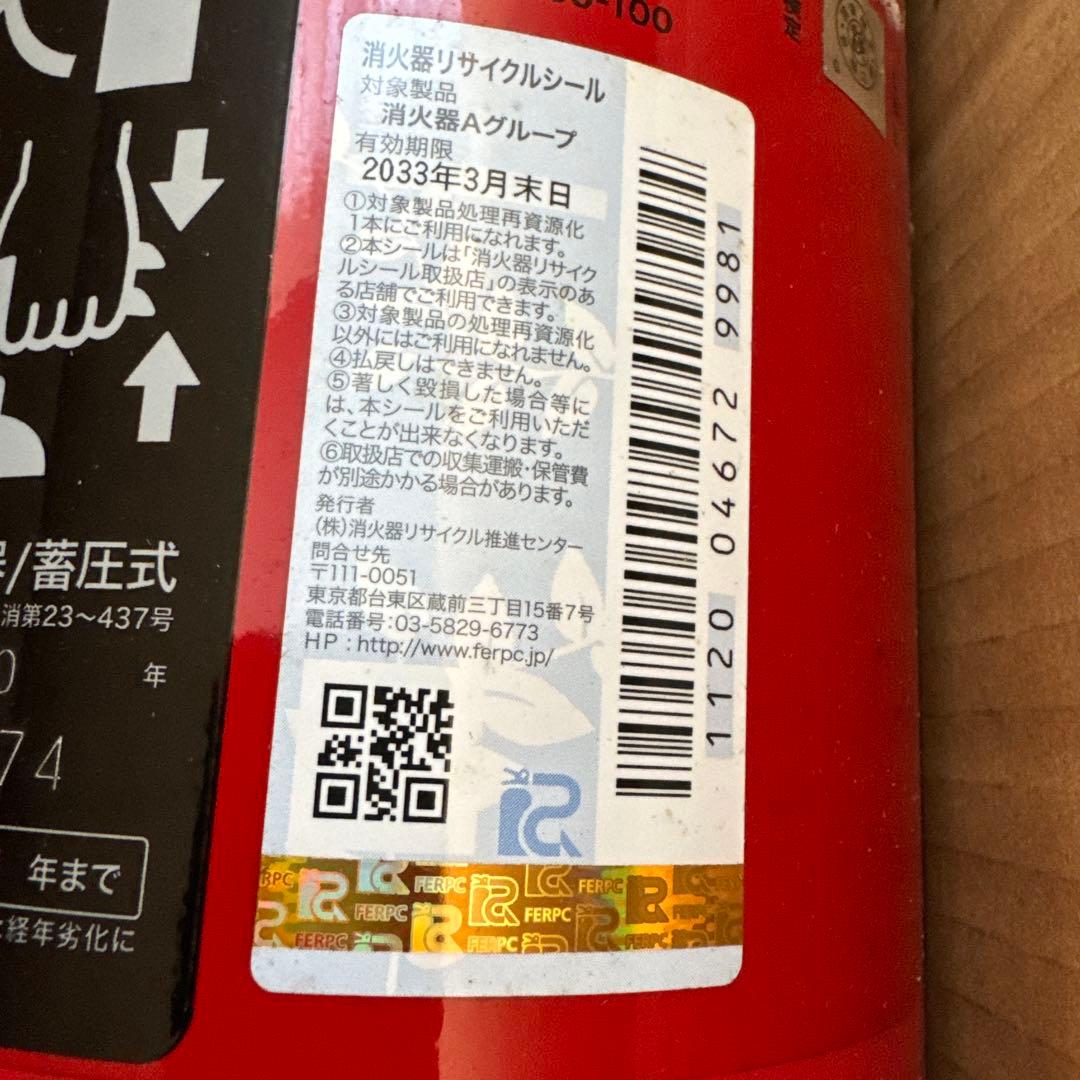 -100
消火器リサイクルシール
対象製品
消火器Aグループ
有効期限
2033年3月末日
①対象製品処理再資源化
1本にご利用になれます。
②本シールは「消火器リサイク
ルシール取扱店」の表示のあ
る店舗でご利用できます。
③対象製品の処理再資源化
以外にはご利用になれません。
④払戻しはできません。
⑤著しく毀損した場合等に
は、本シールをご利用いただ
くことが出来なくなります。
⑥取扱店での収集運搬・保管費
が別途かかる場合があります。
発行者
(株)消火器リサイクル推進センター
問合せ先
〒111-0051
東京都台東区蔵前三丁目15番7号
電話番号:03-5829-6773
HP:http://www.ferpc.jp/
1120 04672 9981
FERPC FERPC
FERPC FERPC
FERPC FERPC FERPC
/蓄圧式
消第23~437号
年
74
年まで
経年劣化に